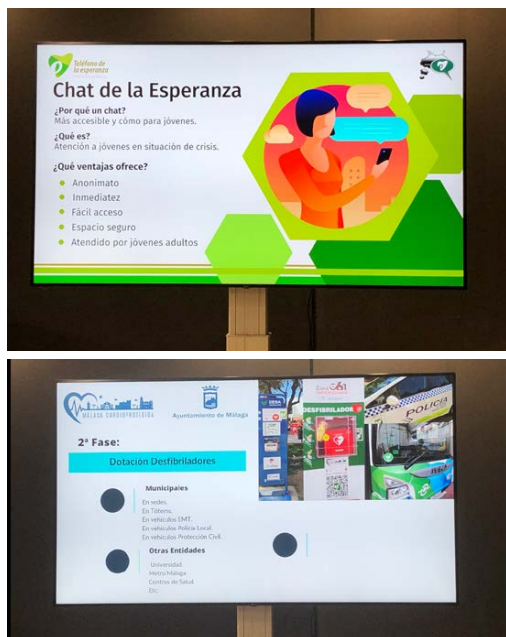 Teléfono de
la esperanza
Chat de la Esperanza
¿Por qué un chat?
Más accesible y cómo para jóvenes.
¿Qué es?
Atención a jóvenes en situación de crisis.
¿Qué ventajas ofrece?
Anonimato
Inmediatez
Fácil acceso
Espacio seguro
Atendido por jóvenes adultos
MÁLAGA CARDIOPROTEGIDA
Ayuntamiento de Málaga
DESFIBRILADOR
POLICÍA
2ª Fase:
Dotación Desfibriladores
Municipales
En sedes.
En Tótems.
En vehículos EMT.
En vehículos Policía Local.
En vehículos Protección Civil.
Otras Entidades
Universidad.
Metro Málaga
Centros de Salud.
Etc.